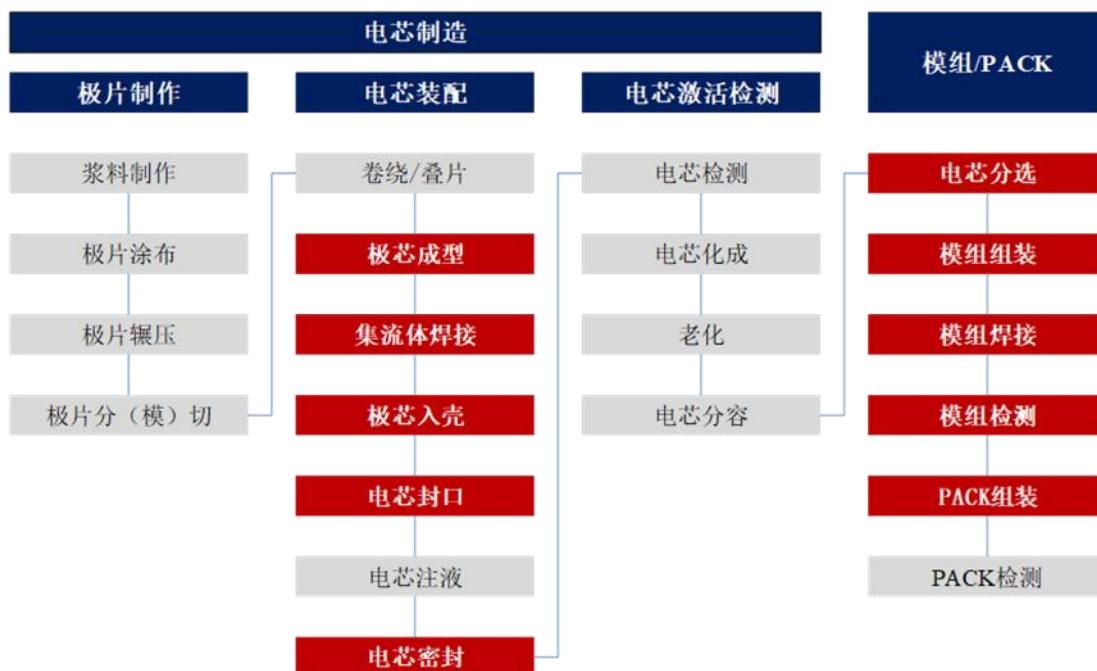 电芯制造
模组/PACK
极片制作
电芯装配
电芯激活检测
浆料制作
极片涂布
极片辗压
极片分（模）切
卷绕/叠片
极芯成型
集流体焊接
极芯入壳
电芯封口
电芯注液
电芯密封
电芯检测
电芯化成
老化
电芯分容
电芯分选
模组组装
模组焊接
模组检测
PACK组装
PACK检测